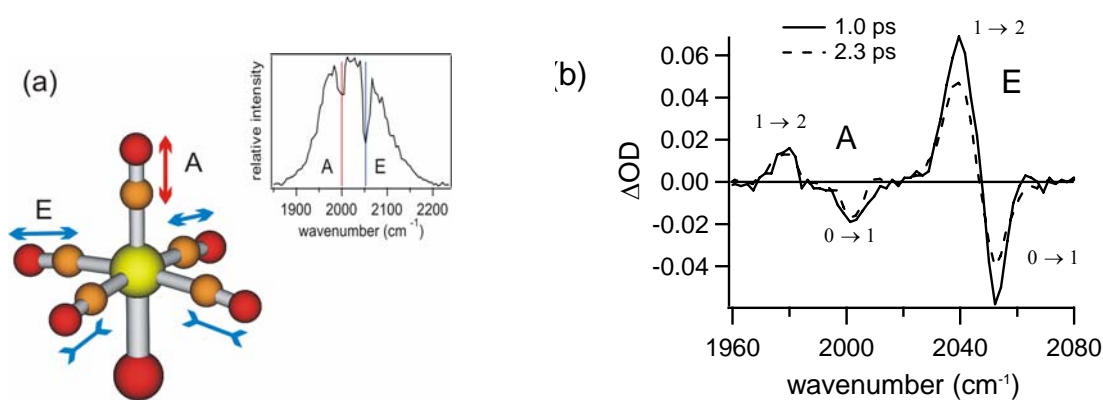 (a)
A
E
relative intensity
A
E
1900 2000 2100 2200
wavenumber (cm⁻¹)
(b)
1.0 ps
2.3 ps
1 → 2
E
1 → 2
A
0 → 1
0 → 1
0.06
0.04
0.02
0.00
-0.02
-0.04
ΔOD
1960 2000 2040 2080
wavenumber (cm⁻¹)